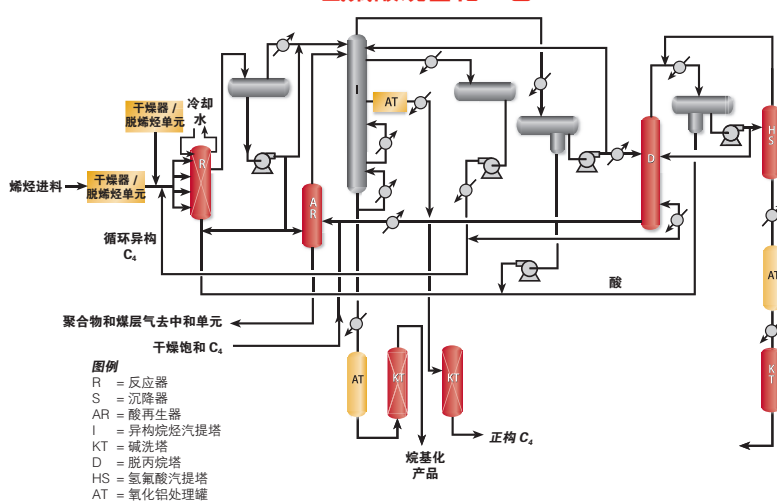 冷却
水
干燥器 /
脱烯烃单元
烯烃进料
干燥器 /
脱烯烃单元
R
I
AT
A
R
D
H
S
循环异构
C₄
酸
AT
聚合物和煤层气去中和单元
干燥饱和 C₄
AT
KT
KT
K
T
正构 C₄
烷基化
产品
图例
R = 反应器
S = 沉降器
AR = 酸再生器
I = 异构烷烃汽提塔
KT = 碱洗塔
D = 脱丙烷塔
HS = 氢氟酸汽提塔
AT = 氧化铝处理罐